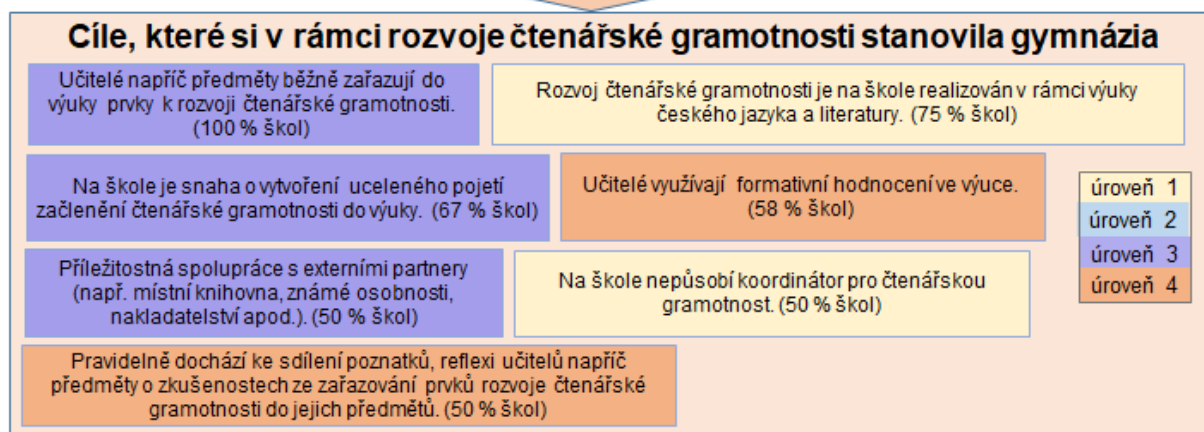 Cíle, které si v rámci rozvoje čtenářské gramotnosti stanovila gymnázia
Učitelé napříč předměty běžně zařazují do
výuky prvky k rozvoji čtenářské gramotnosti.
(100 % škol)
Rozvoj čtenářské gramotnosti je na škole realizován v rámci výuky
českého jazyka a literatury. (75 % škol)
Na škole je snaha o vytvoření uceleného pojetí
začlenění čtenářské gramotnosti do výuky. (67 % škol)
Učitelé využívají formativní hodnocení ve výuce.
(58 % škol)
Příležitostná spolupráce s externími partnery
(např. místní knihovna, známé osobnosti,
nakladatelství apod.). (50 % škol)
Na škole nepůsobí koordinátor pro čtenářskou
gramotnost. (50 % škol)
Pravidelně dochází ke sdílení poznatků, reflexi učitelů napříč
předměty o zkušenostech ze zařazování prvků rozvoje čtenářské
gramotnosti do jejich předmětů. (50 % škol)
úroveň 1
úroveň 2
úroveň 3
úroveň 4